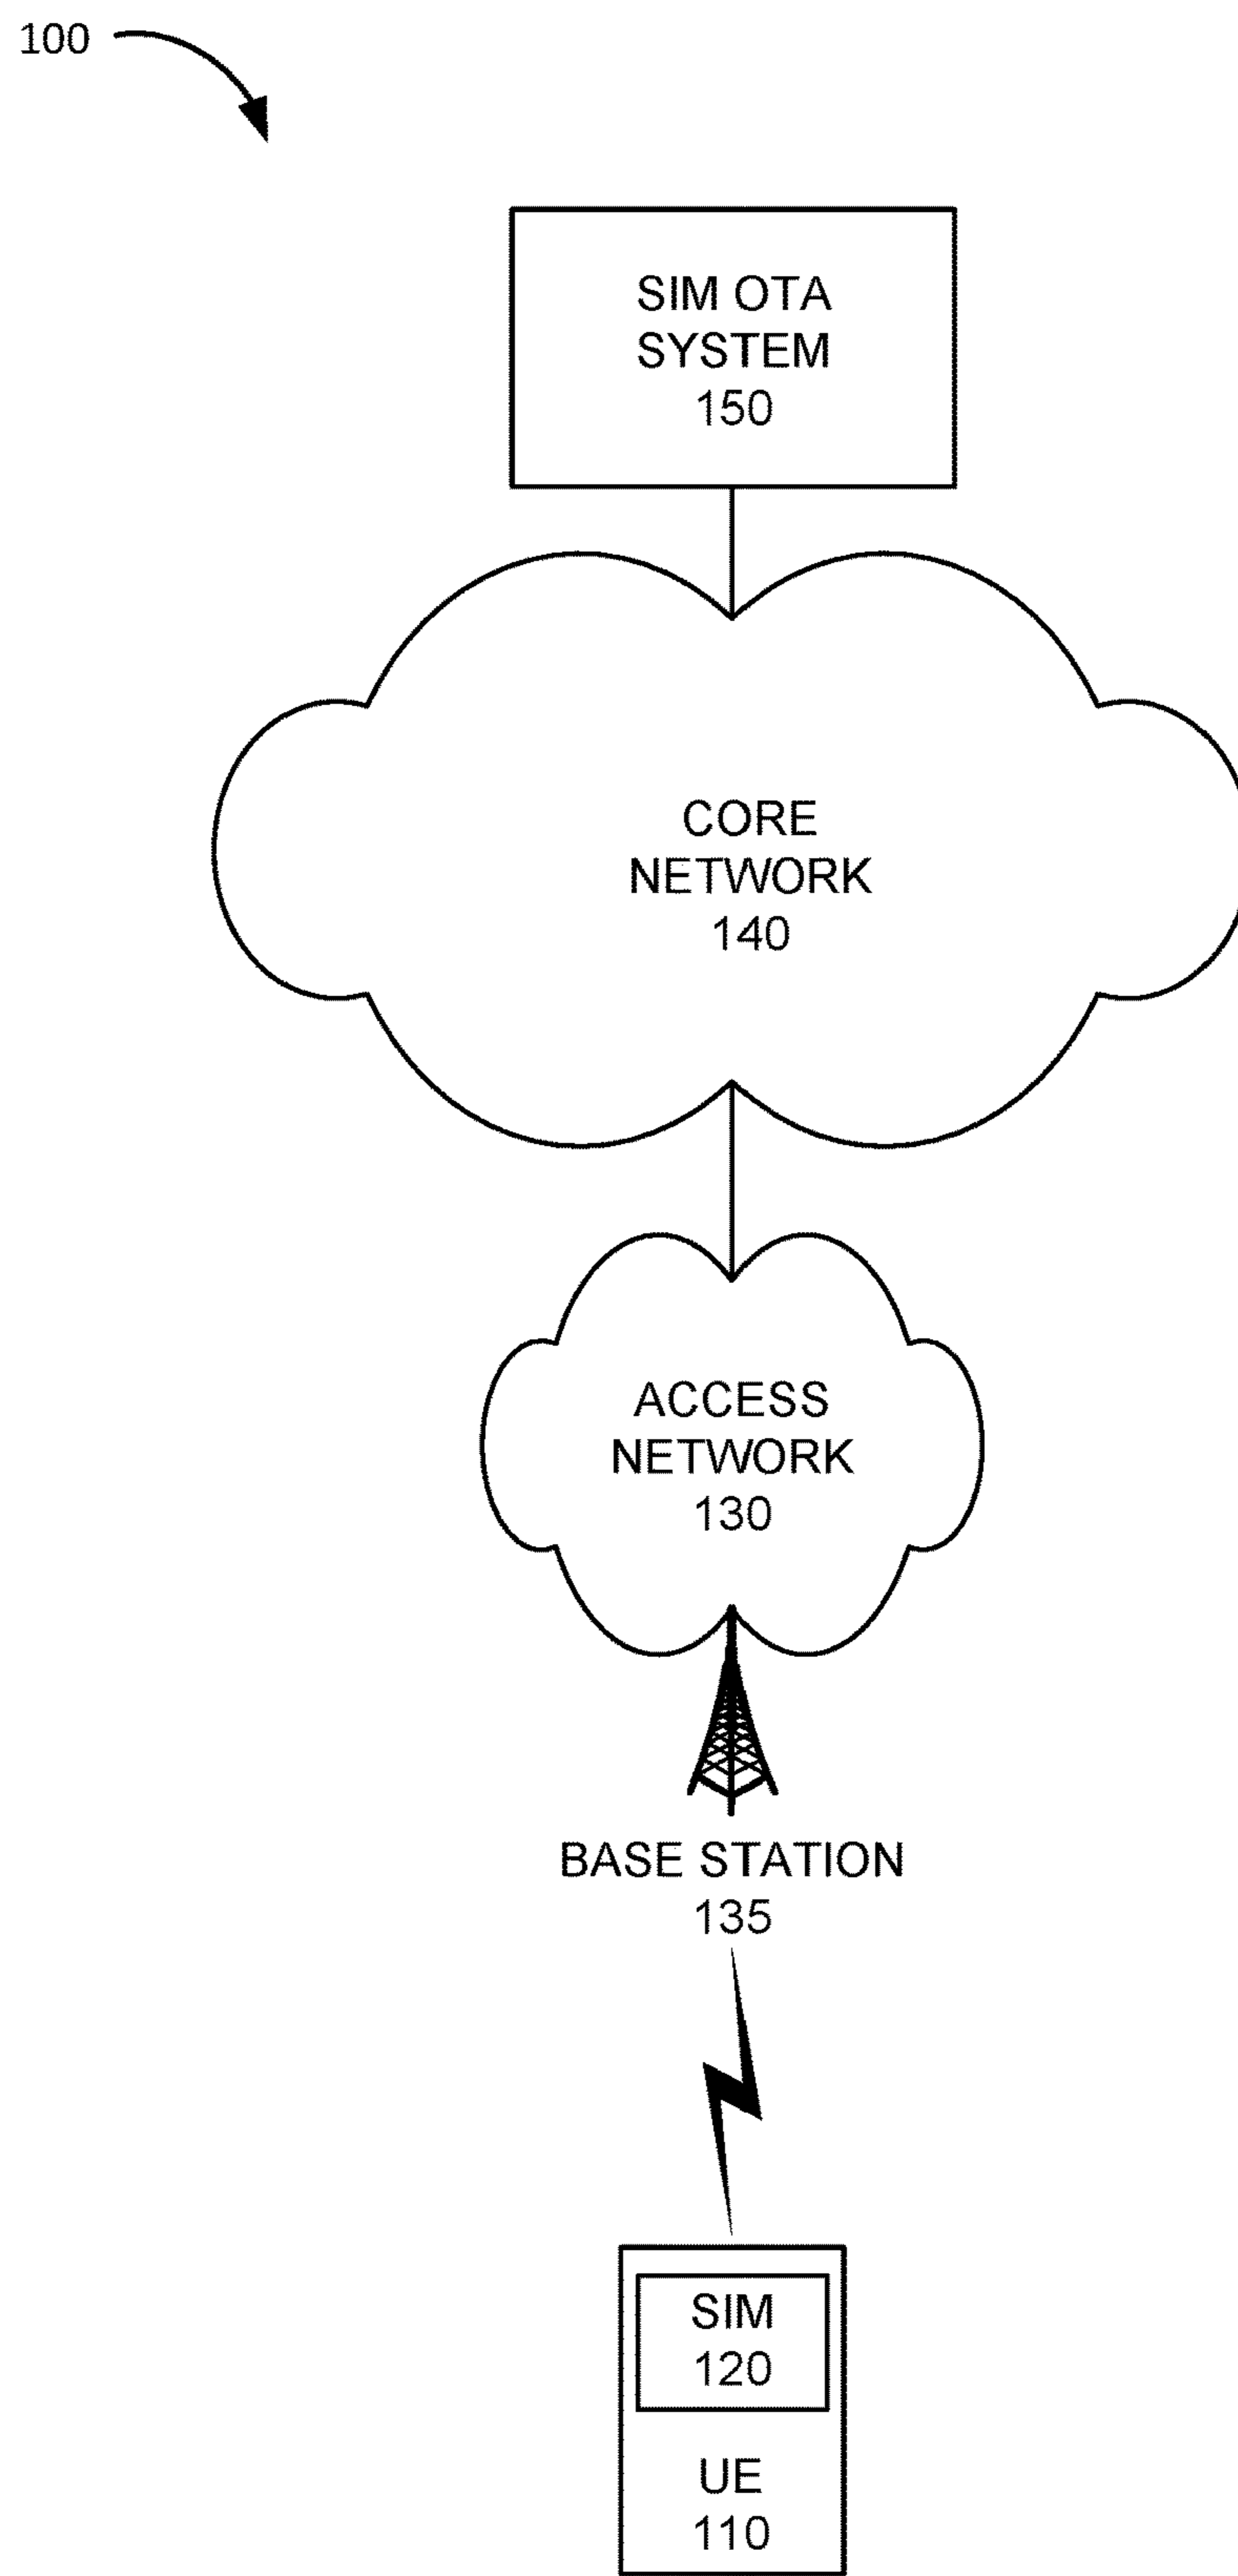 100
SIM OTA
SYSTEM
150
CORE
NETWORK
140
ACCESS
NETWORK
130
BASE STATION
135
SIM
120
UE
110